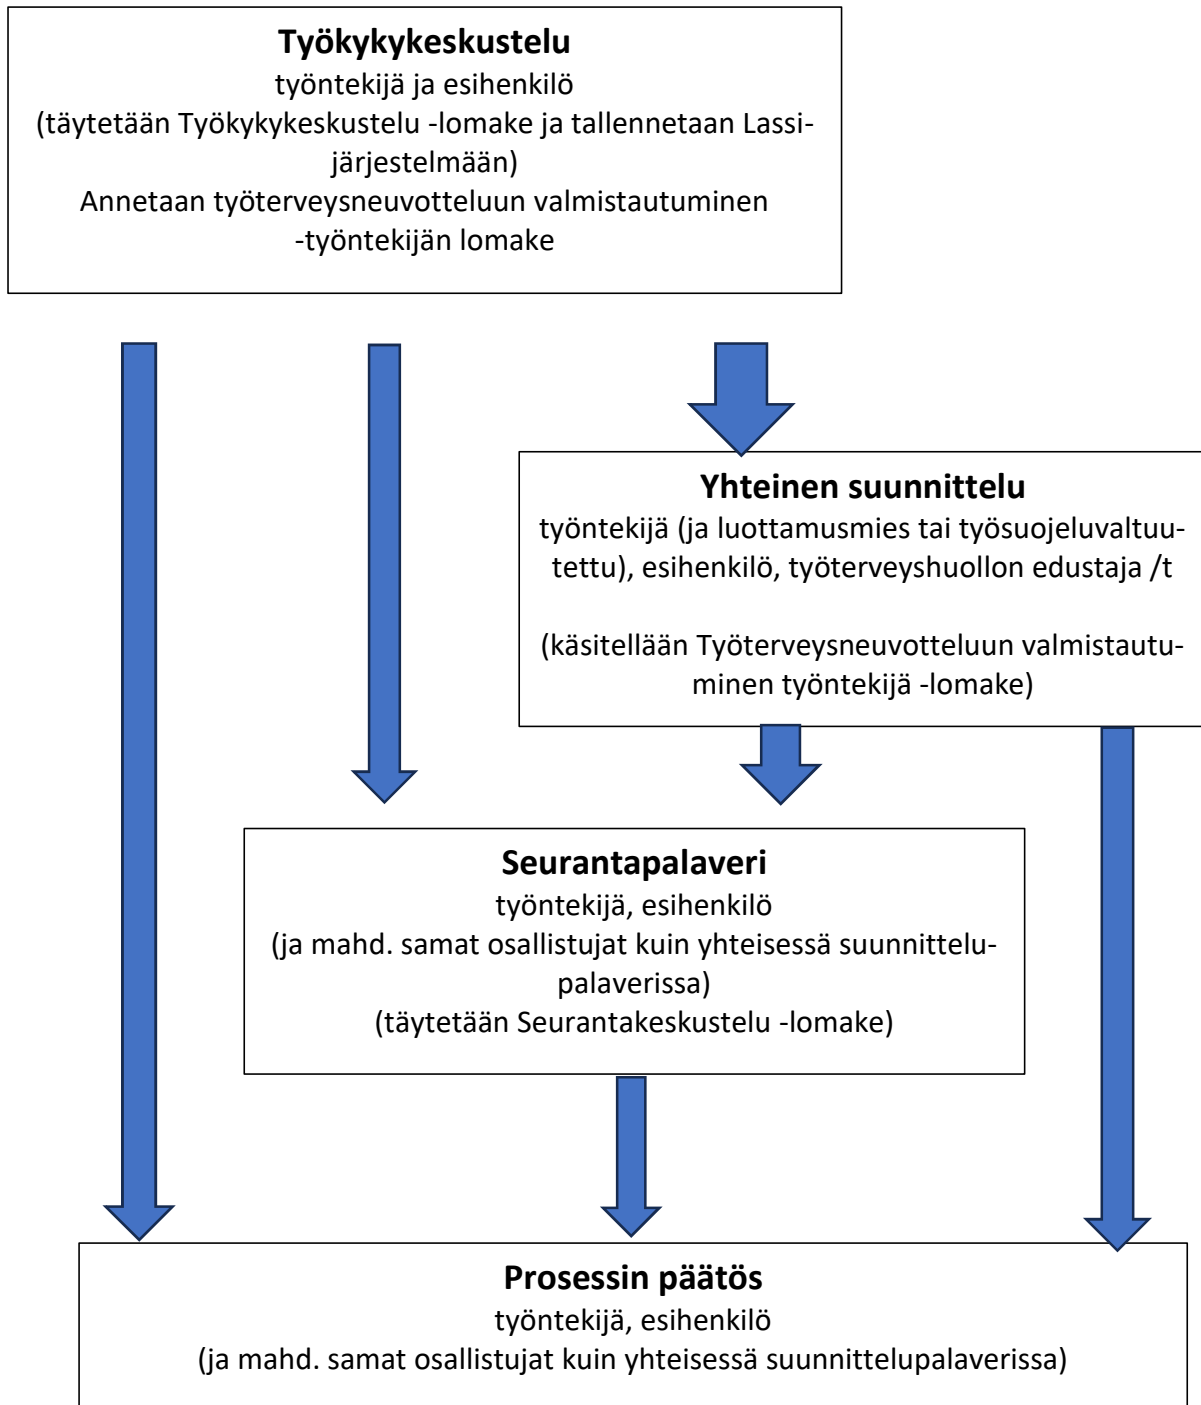 Työkykykeskustelu
työntekijä ja esihenkilö
(täytetään Työkykykeskustelu -lomake ja tallennetaan Lassi-
järjestelmään)
Annetaan työterveysneuvotteluun valmistautuminen
-työntekijän lomake
Yhteinen suunnittelu
työntekijä (ja luottamusmies tai työsuojeluvaltuu-
tettu), esihenkilö, työterveyshuollon edustaja /t
(käsitellään Työterveysneuvotteluun valmistautu-
minen työntekijä -lomake)
Seurantapalaveri
työntekijä, esihenkilö
(ja mahd. samat osallistujat kuin yhteisessä suunnittelu-
palaverissa)
(täytetään Seurantakeskustelu -lomake)
Prosessin päätös
työntekijä, esihenkilö
(ja mahd. samat osallistujat kuin yhteisessä suunnittelupalaverissa)